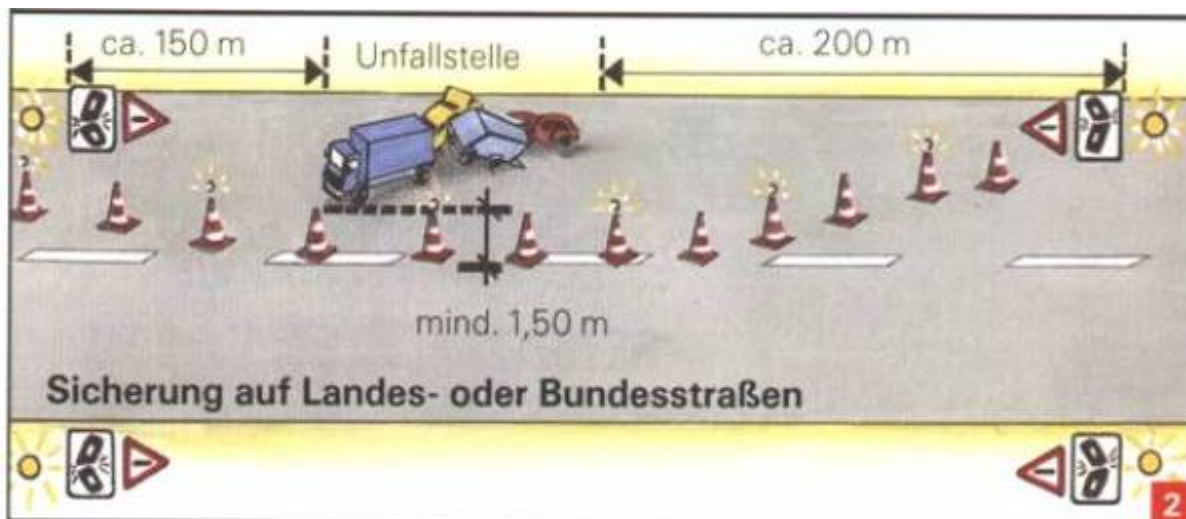 ca. 150 m
Unfallstelle
ca. 200 m
mind. 1,50 m
Sicherung auf Landes- oder Bundesstraßen
2